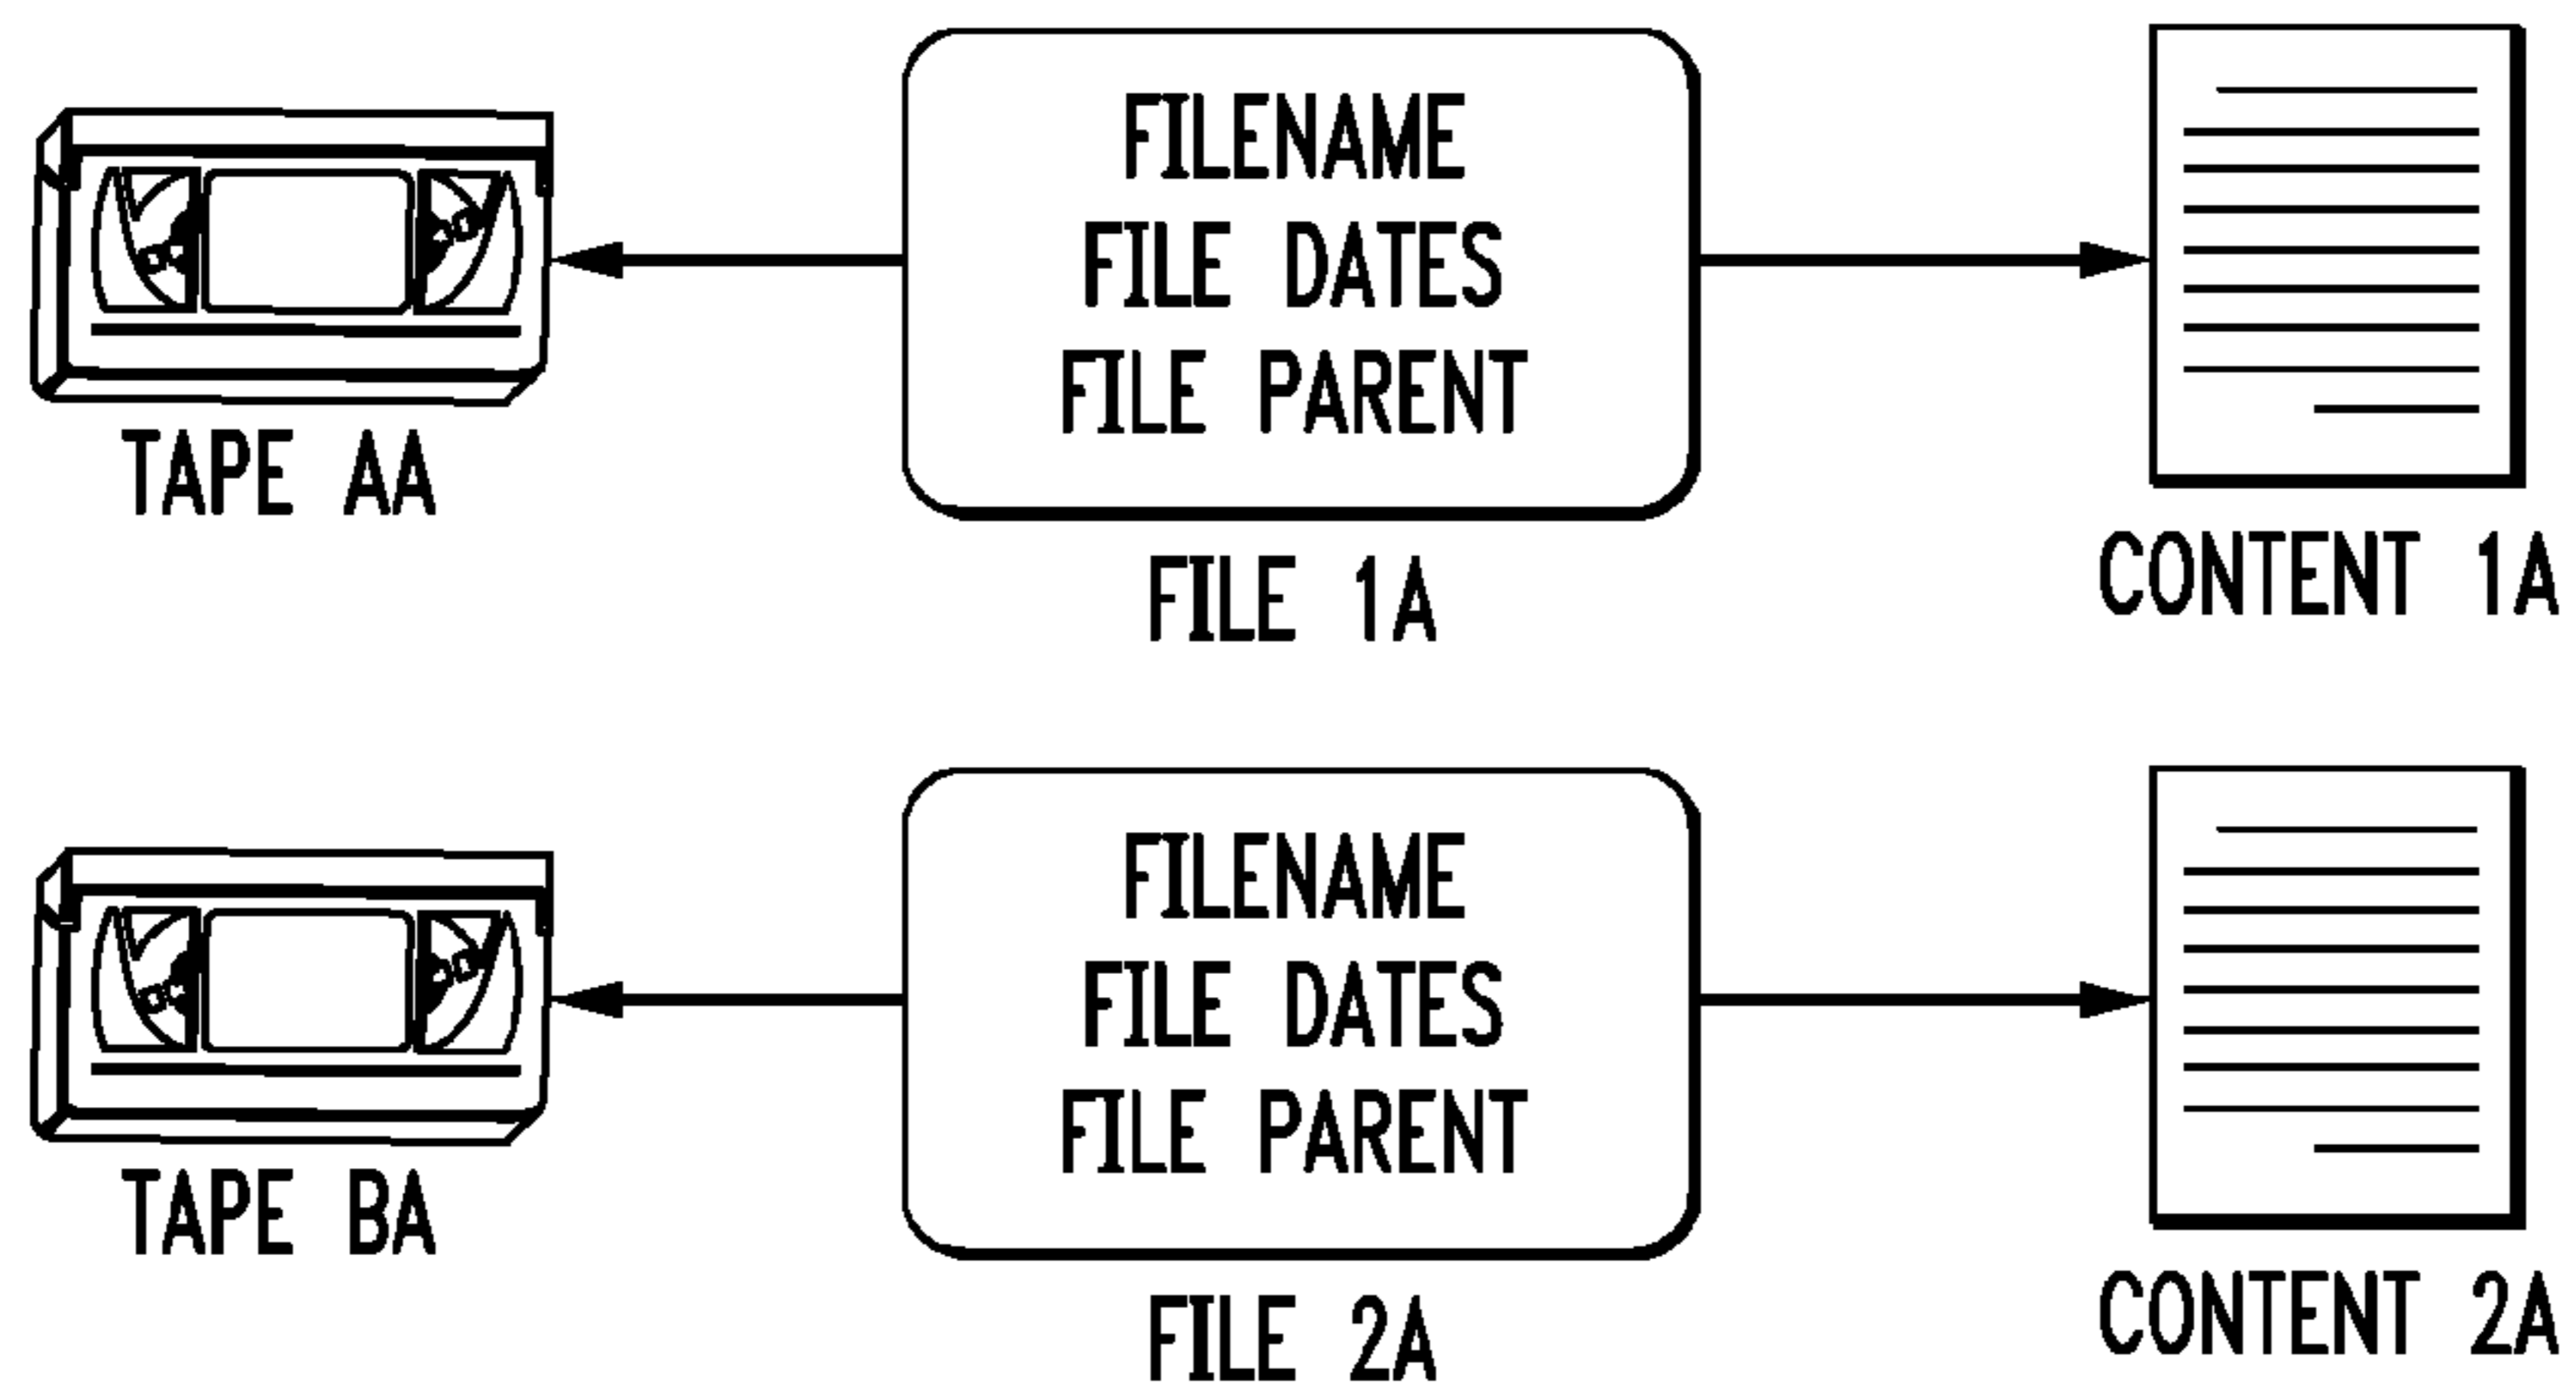 FILENAME
FILE DATES
FILE PARENT
TAPE AA
FILE 1A
CONTENT 1A
FILENAME
FILE DATES
FILE PARENT
TAPE BA
FILE 2A
CONTENT 2A